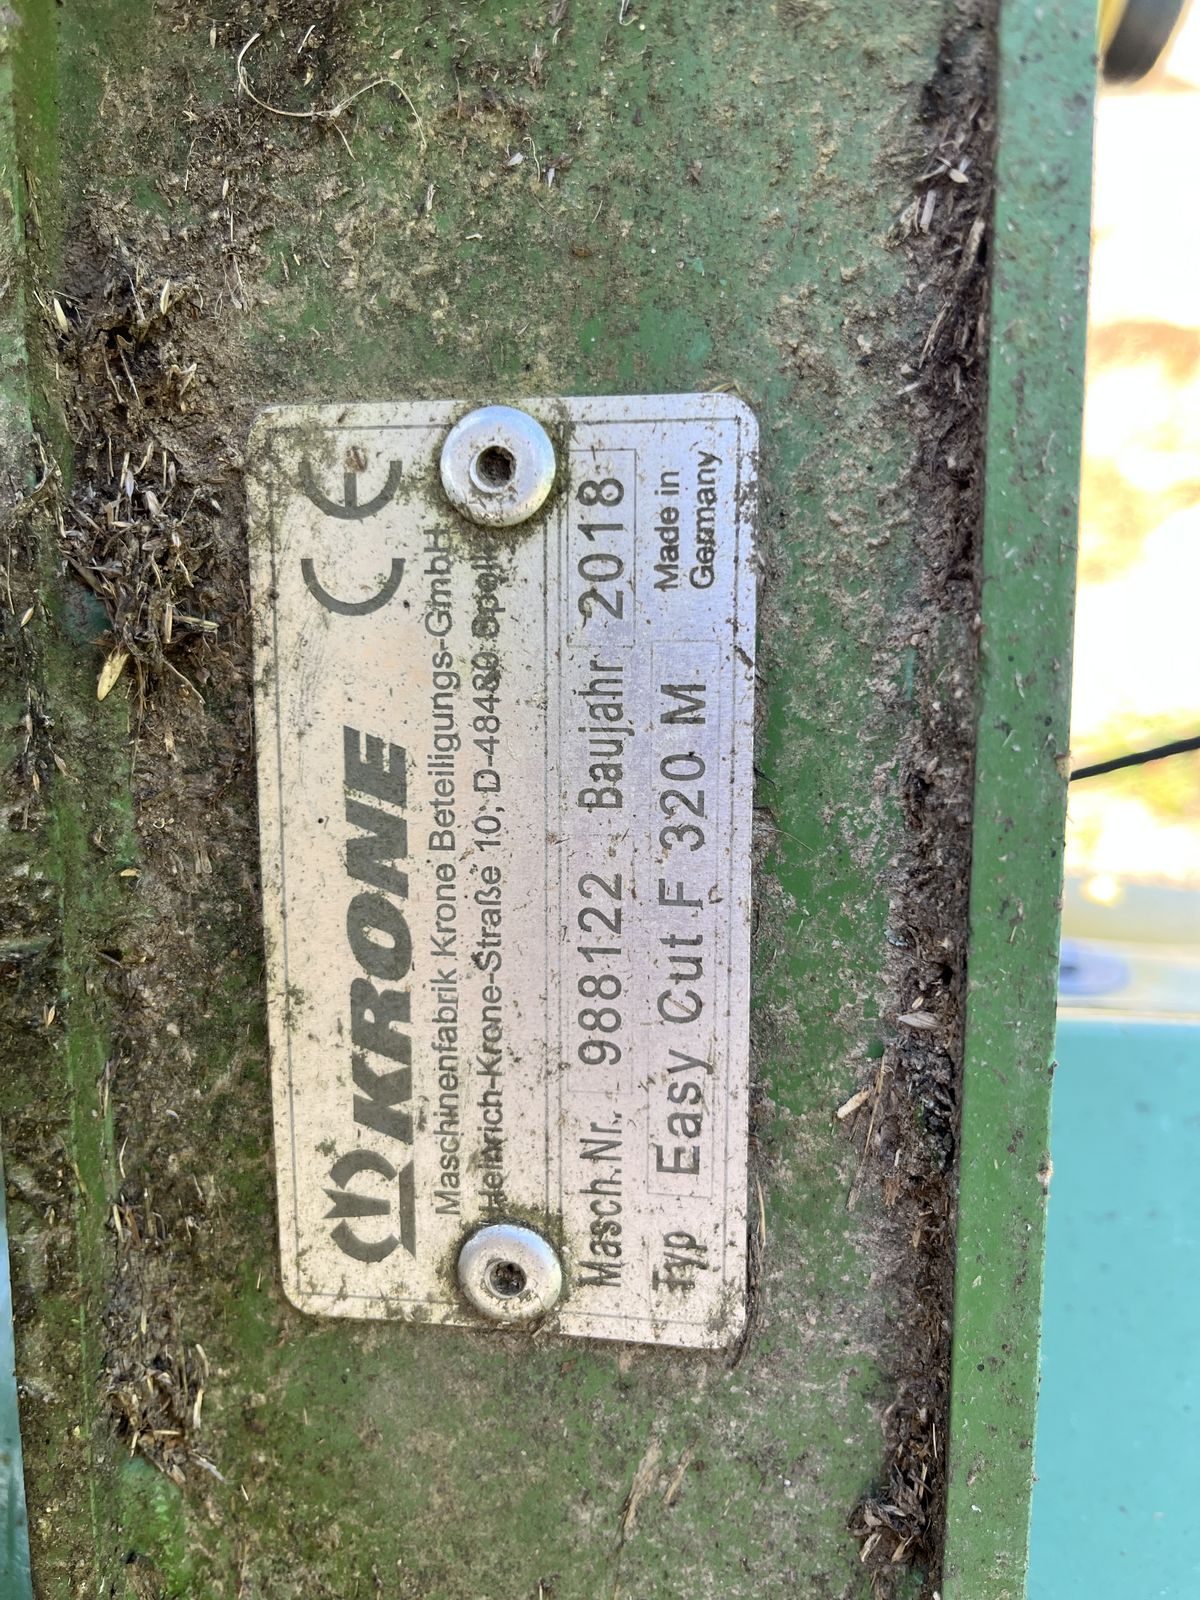 KRONE CE
Maschinenfabrik Krone Beteiligungs-GmbH
Heinrich-Krone-Straße 10, D-48480 Spelle
Masch.Nr. 988122 Baujahr 2018
Typ Easy Cut F 320 M Made in
Germany